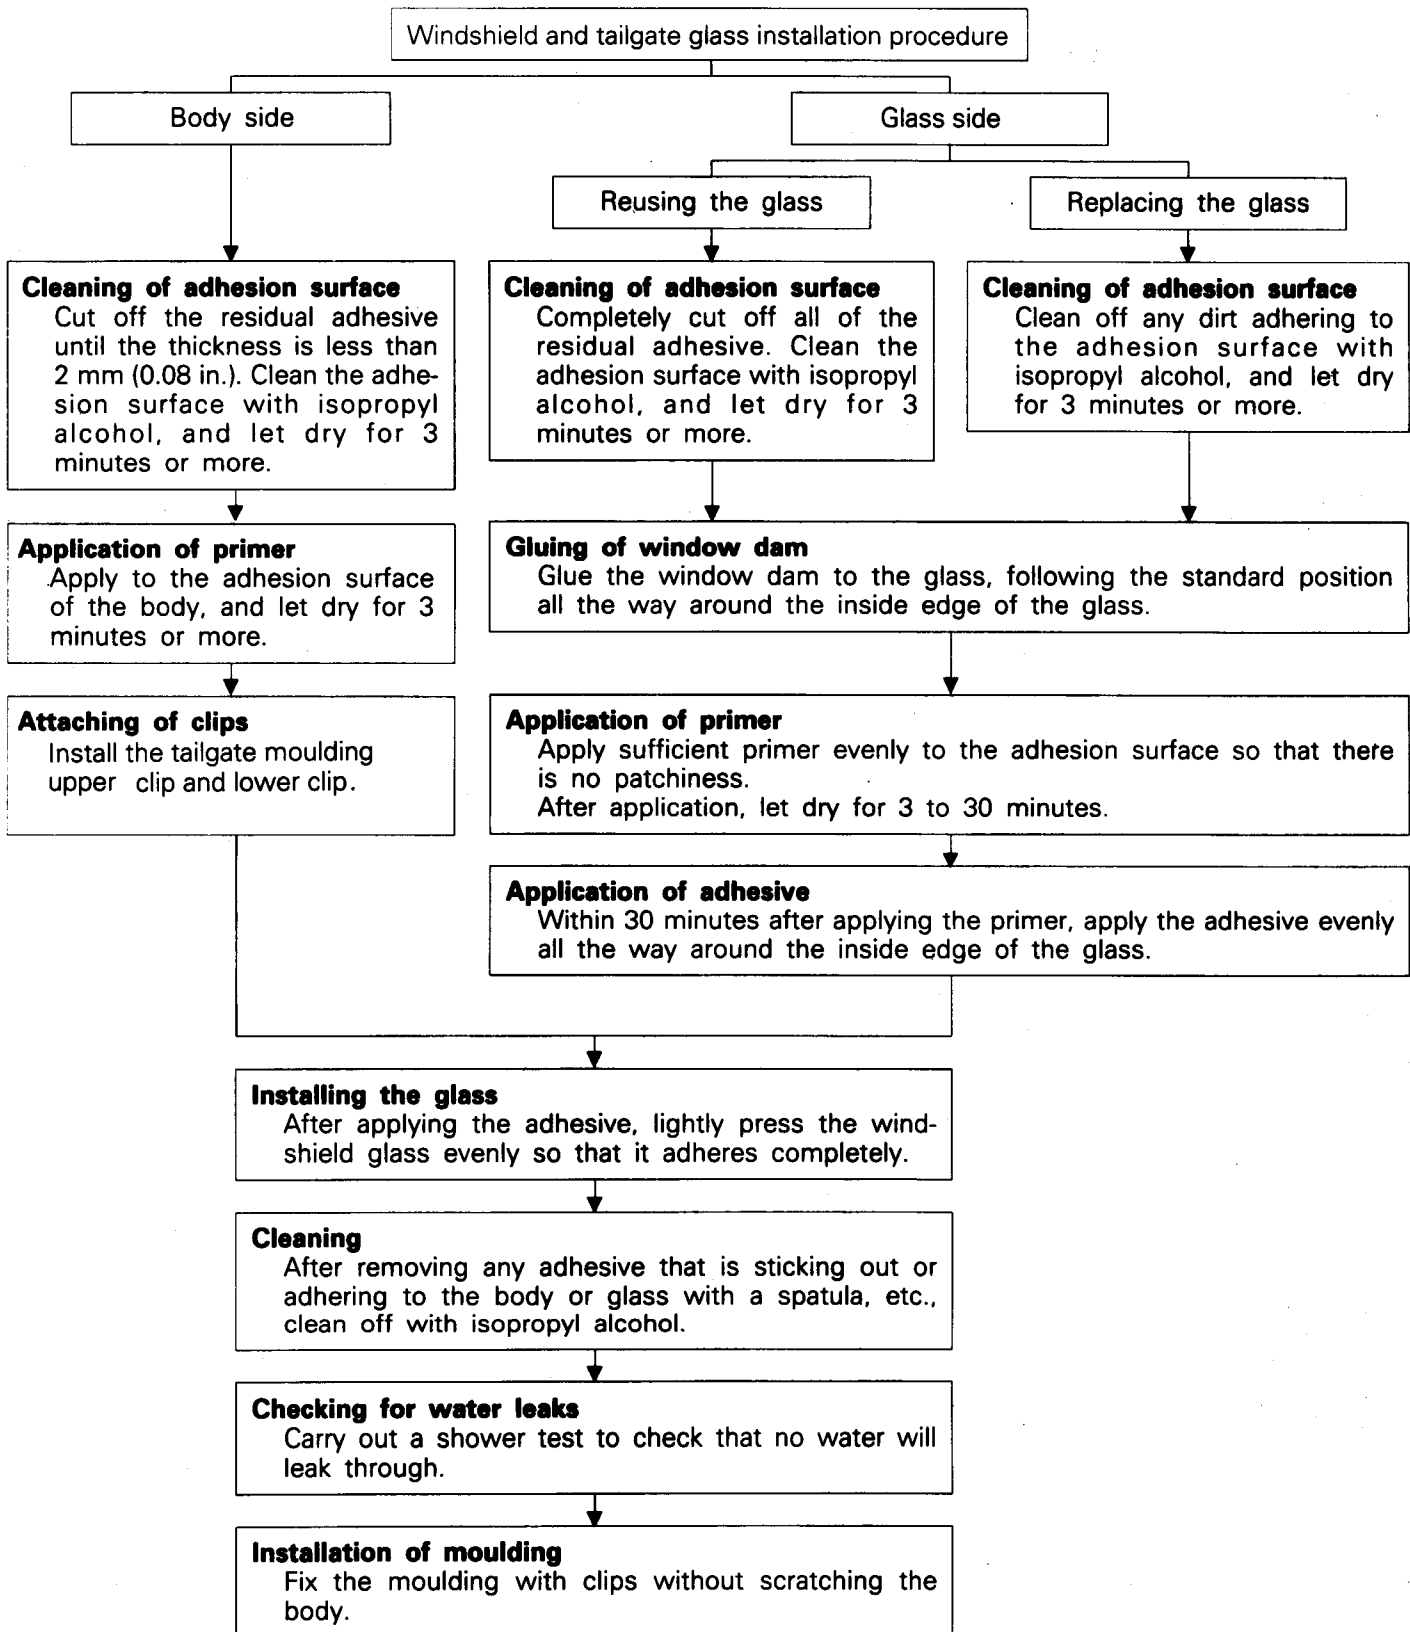 Windshield and tailgate glass installation procedure
Body side
Glass side
Reusing the glass
Replacing the glass
Cleaning of adhesion surface
Cut off the residual adhesive
until the thickness is less than
2 mm (0.08 in.). Clean the adhe-
sion surface with isopropyl
alcohol, and let dry for 3
minutes or more.
Cleaning of adhesion surface
Completely cut off all of the
residual adhesive. Clean the
adhesion surface with isopropyl
alcohol, and let dry for 3
minutes or more.
Cleaning of adhesion surface
Clean off any dirt adhering to
the adhesion surface with
isopropyl alcohol, and let dry
for 3 minutes or more.
Application of primer
Apply to the adhesion surface
of the body, and let dry for 3
minutes or more.
Gluing of window dam
Glue the window dam to the glass, following the standard position
all the way around the inside edge of the glass.
Attaching of clips
Install the tailgate moulding
upper clip and lower clip.
Application of primer
Apply sufficient primer evenly to the adhesion surface so that there
is no patchiness.
After application, let dry for 3 to 30 minutes.
Application of adhesive
Within 30 minutes after applying the primer, apply the adhesive evenly
all the way around the inside edge of the glass.
Installing the glass
After applying the adhesive, lightly press the wind-
shield glass evenly so that it adheres completely.
Cleaning
After removing any adhesive that is sticking out or
adhering to the body or glass with a spatula, etc.,
clean off with isopropyl alcohol.
Checking for water leaks
Carry out a shower test to check that no water will
leak through.
Installation of moulding
Fix the moulding with clips without scratching the
body.